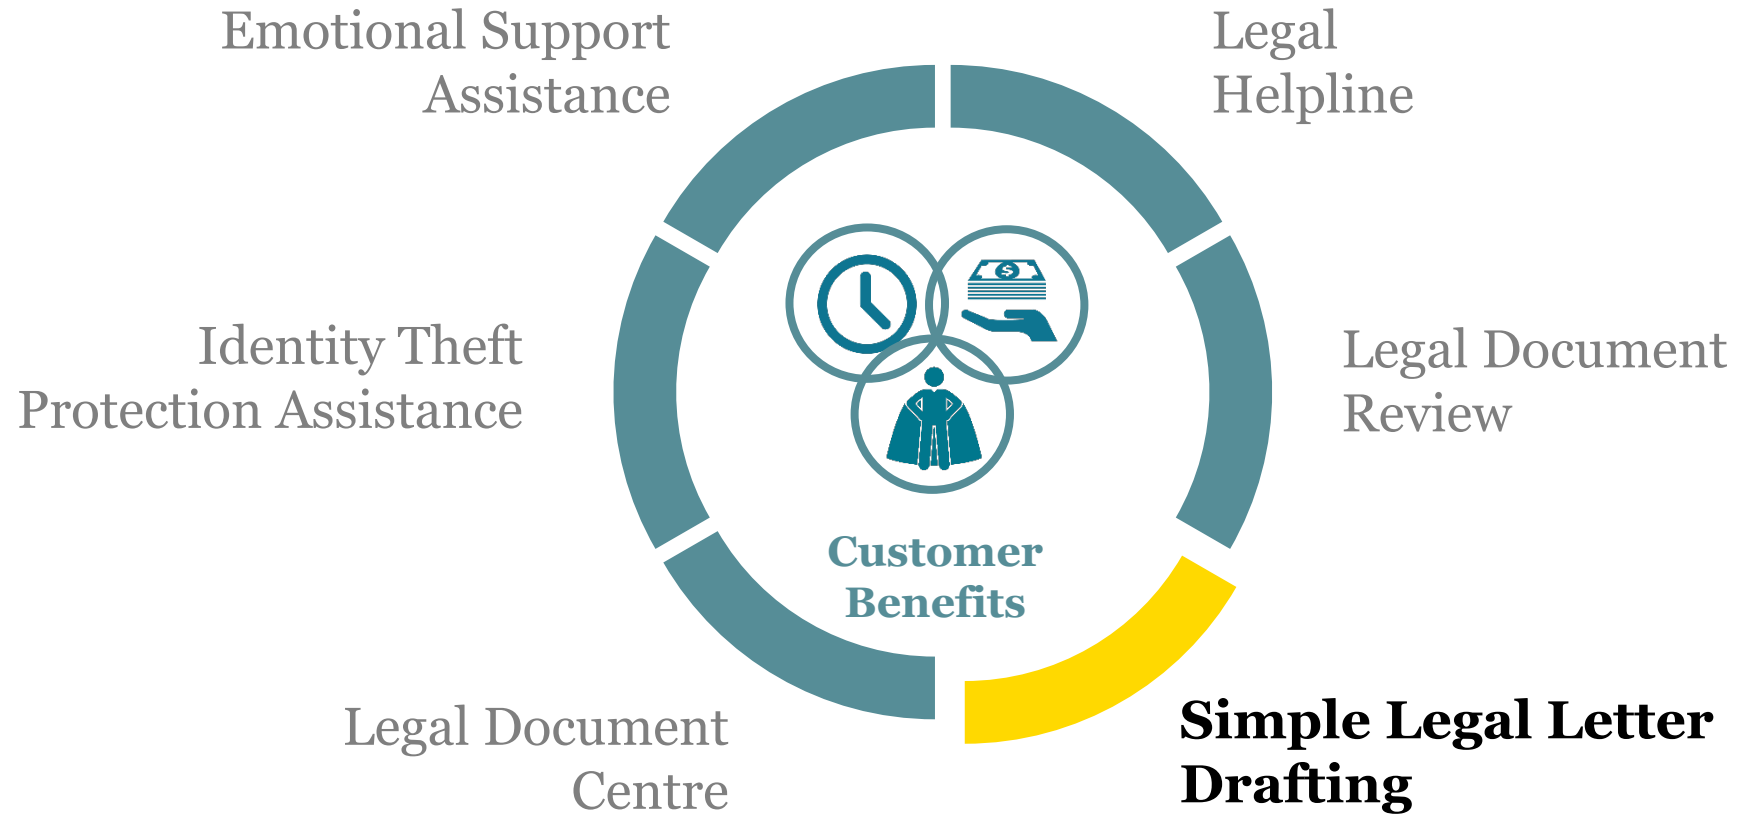 Emotional Support
Assistance
Legal
Helpline
Identity Theft
Protection Assistance
Legal Document
Review
$
Customer
Benefits
Legal Document
Centre
Simple Legal Letter
Drafting